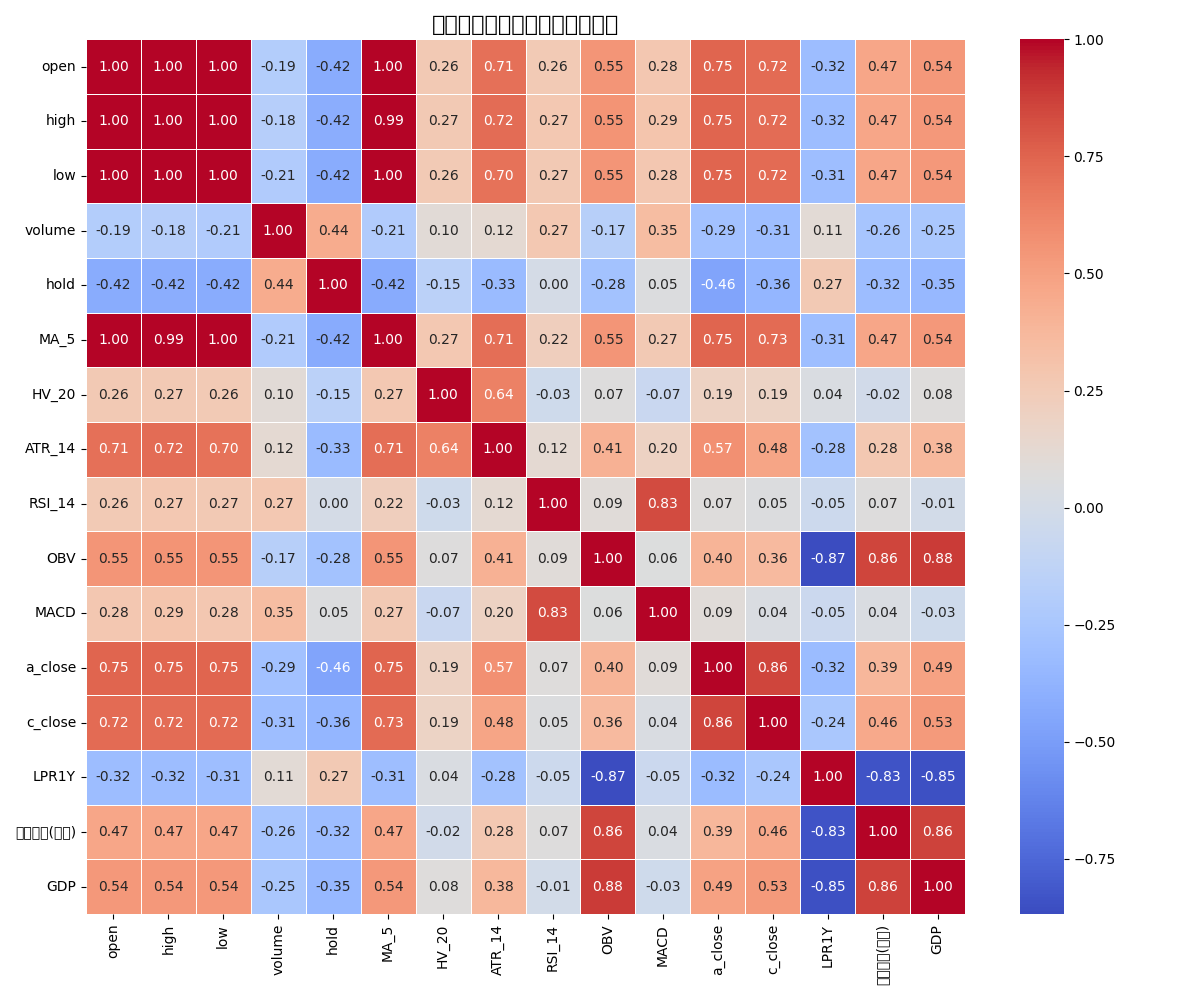 open 1.00 1.00 1.00 -0.19 -0.42 1.00 0.26 0.71 0.26 0.55 0.28 0.75 0.72 -0.32 0.47 0.54
high 1.00 1.00 1.00 -0.18 -0.42 0.99 0.27 0.72 0.27 0.55 0.29 0.75 0.72 -0.32 0.47 0.54
low 1.00 1.00 1.00 -0.21 -0.42 1.00 0.26 0.70 0.27 0.55 0.28 0.75 0.72 -0.31 0.47 0.54
volume -0.19 -0.18 -0.21 1.00 0.44 -0.21 0.10 0.12 0.27 -0.17 0.35 -0.29 -0.31 0.11 -0.26 -0.25
hold -0.42 -0.42 -0.42 0.44 1.00 -0.42 -0.15 -0.33 0.00 -0.28 0.05 -0.46 -0.36 0.27 -0.32 -0.35
MA_5 1.00 0.99 1.00 -0.21 -0.42 1.00 0.27 0.71 0.22 0.55 0.27 0.75 0.73 -0.31 0.47 0.54
HV_20 0.26 0.27 0.26 0.10 -0.15 0.27 1.00 0.64 -0.03 0.07 -0.07 0.19 0.19 0.04 -0.02 0.08
ATR_14 0.71 0.72 0.70 0.12 -0.33 0.71 0.64 1.00 0.12 0.41 0.20 0.57 0.48 -0.28 0.28 0.38
RSI_14 0.26 0.27 0.27 0.27 0.00 0.22 -0.03 0.12 1.00 0.09 0.83 0.07 0.05 -0.05 0.07 -0.01
OBV 0.55 0.55 0.55 -0.17 -0.28 0.55 0.07 0.41 0.09 1.00 0.06 0.40 0.36 -0.87 0.86 0.88
MACD 0.28 0.29 0.28 0.35 0.05 0.27 -0.07 0.20 0.83 0.06 1.00 0.09 0.04 -0.05 0.04 -0.03
a_close 0.75 0.75 0.75 -0.29 -0.46 0.75 0.19 0.57 0.07 0.40 0.09 1.00 0.86 -0.32 0.39 0.49
c_close 0.72 0.72 0.72 -0.31 -0.36 0.73 0.19 0.48 0.05 0.36 0.04 0.86 1.00 -0.24 0.46 0.53
LPR1Y -0.32 -0.32 -0.31 0.11 0.27 -0.31 0.04 -0.28 -0.05 -0.87 -0.05 -0.32 -0.24 1.00 -0.83 -0.85
0.47 0.47 0.47 -0.26 -0.32 0.47 -0.02 0.28 0.07 0.86 0.04 0.39 0.46 -0.83 1.00 0.86
GDP 0.54 0.54 0.54 -0.25 -0.35 0.54 0.08 0.38 -0.01 0.88 -0.03 0.49 0.53 -0.85 0.86 1.00
open high low volume hold MA_5 HV_20 ATR_14 RSI_14 OBV MACD a_close c_close LPR1Y GDP
1.00
0.75
0.50
0.25
0.00
−0.25
−0.50
−0.75